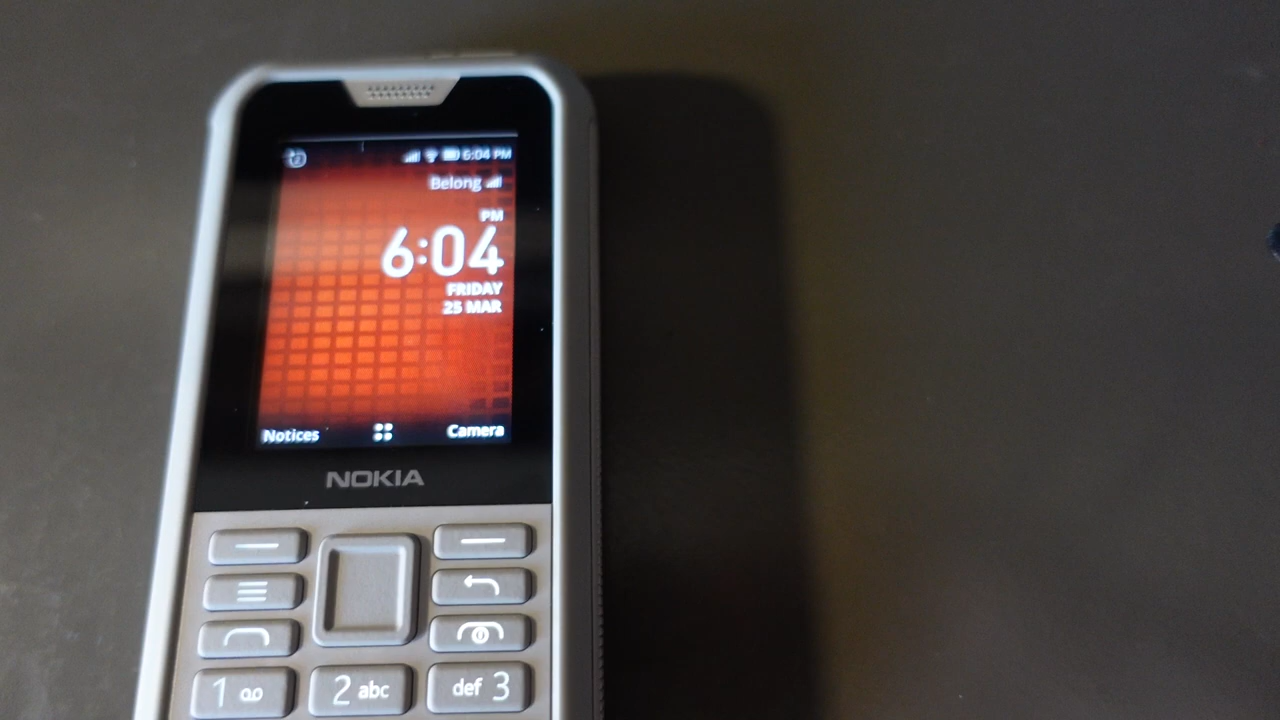 6:04 PM
Belong
PM
6:04
FRIDAY
25 MAR
Notices Camera
NOKIA
1 2 abc def 3